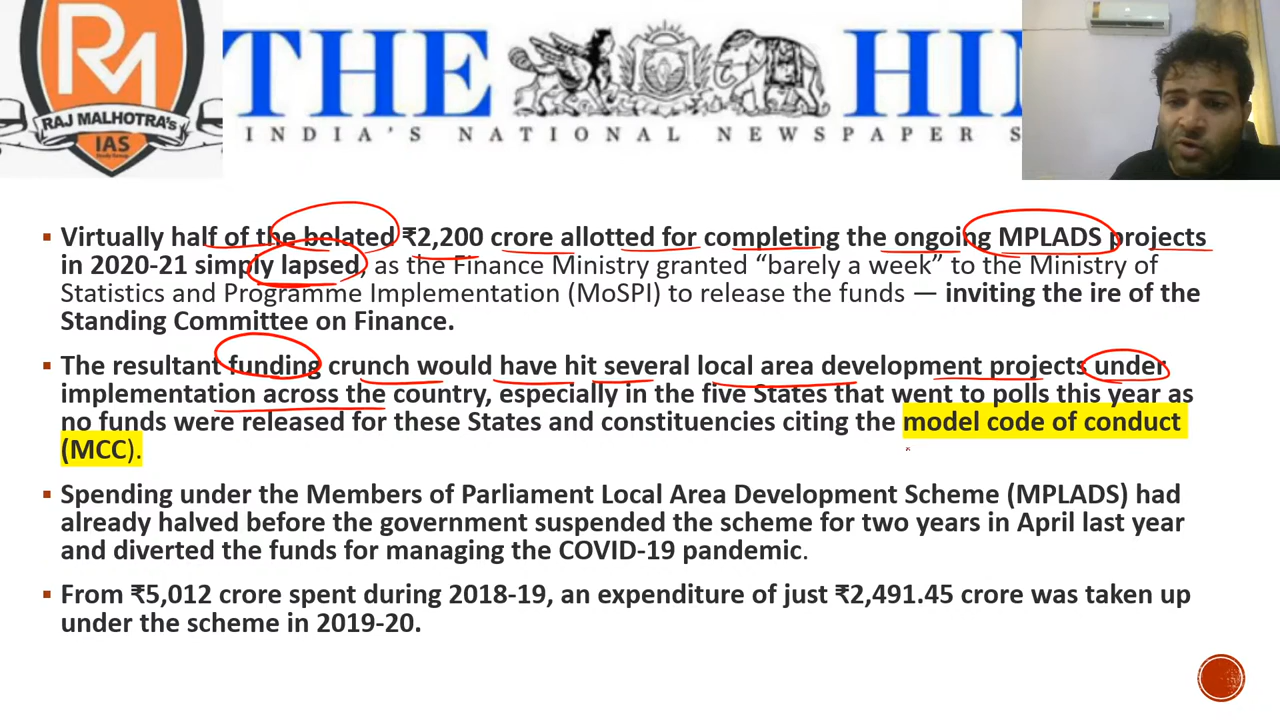 RM
RAJ MALHOTRA's
IAS
Study Group
THE HI
INDIA'S NATIONAL NEWSPAPER S
▪ Virtually half of the belated ₹2,200 crore allotted for completing the ongoing MPLADS projects
in 2020-21 simply lapsed, as the Finance Ministry granted “barely a week” to the Ministry of
Statistics and Programme Implementation (MoSPI) to release the funds — inviting the ire of the
Standing Committee on Finance.
▪ The resultant funding crunch would have hit several local area development projects under
implementation across the country, especially in the five States that went to polls this year as
no funds were released for these States and constituencies citing the model code of conduct
(MCC).
▪ Spending under the Members of Parliament Local Area Development Scheme (MPLADS) had
already halved before the government suspended the scheme for two years in April last year
and diverted the funds for managing the COVID-19 pandemic.
▪ From ₹5,012 crore spent during 2018-19, an expenditure of just ₹2,491.45 crore was taken up
under the scheme in 2019-20.